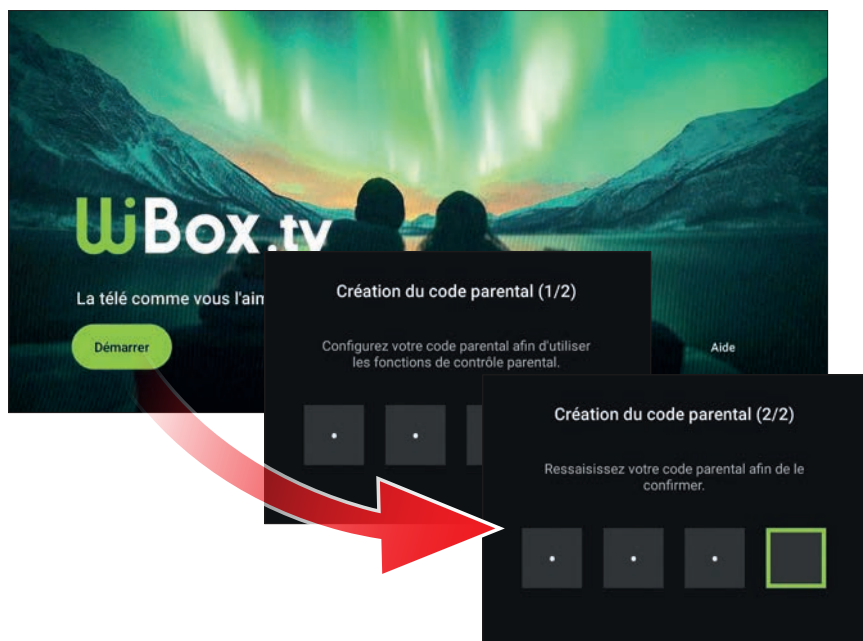 WiBox.tv
La télé comme vous l'aim
Démarrer
Aide
Création du code parental (1/2)
Configurez votre code parental afin d'utiliser
les fonctions de contrôle parental.
Création du code parental (2/2)
Ressaisissez votre code parental afin de le
confirmer.